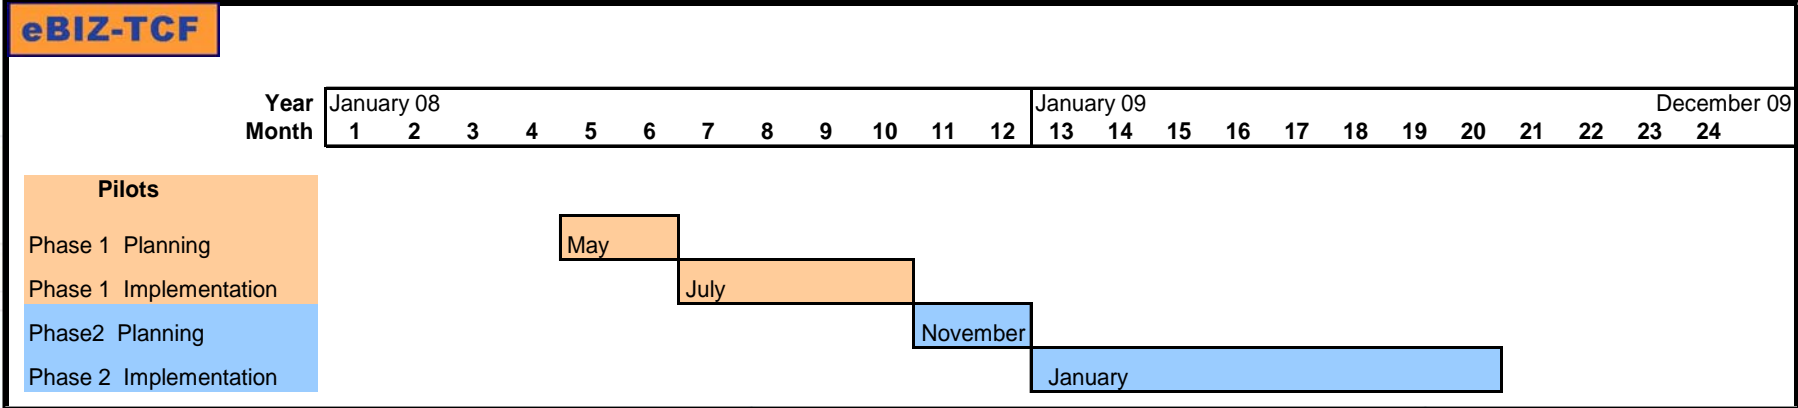 eBIZ-TCF
Year January 08 January 09 December 09
Month 1 2 3 4 5 6 7 8 9 10 11 12 13 14 15 16 17 18 19 20 21 22 23 24
Pilots
Phase 1 Planning May
Phase 1 Implementation July
Phase2 Planning November
Phase 2 Implementation January